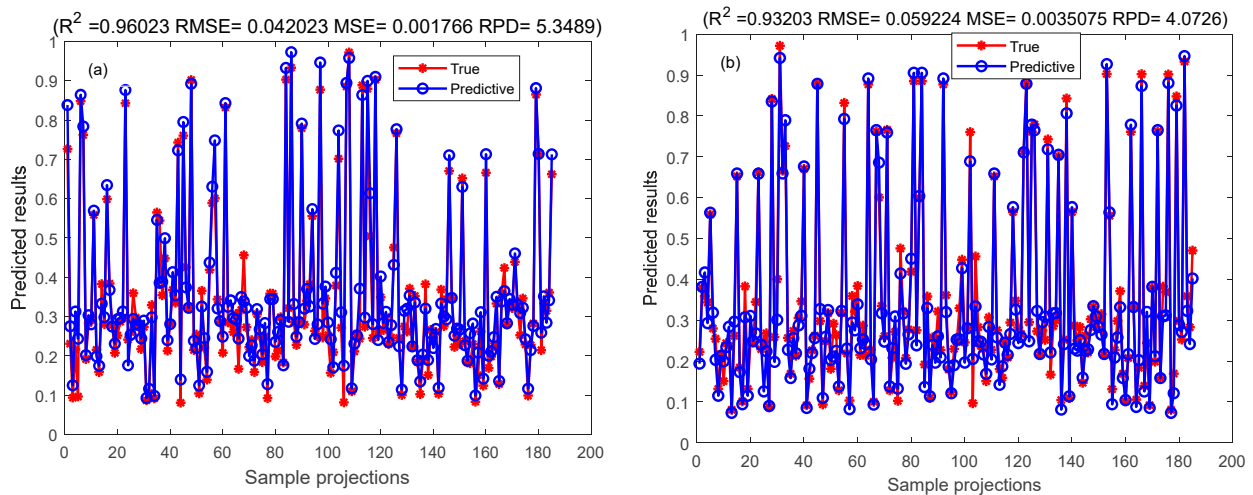 (R² =0.96023 RMSE= 0.042023 MSE= 0.001766 RPD= 5.3489)
1
0.9
0.8
0.7
0.6
0.5
0.4
0.3
0.2
0.1
0
Predicted results
(a)
True
Predictive
0 20 40 60 80 100 120 140 160 180 200
Sample projections
(R² =0.93203 RMSE= 0.059224 MSE= 0.0035075 RPD= 4.0726)
1
0.9
0.8
0.7
0.6
0.5
0.4
0.3
0.2
0.1
0
Predicted results
(b)
True
Predictive
0 20 40 60 80 100 120 140 160 180 200
Sample projections